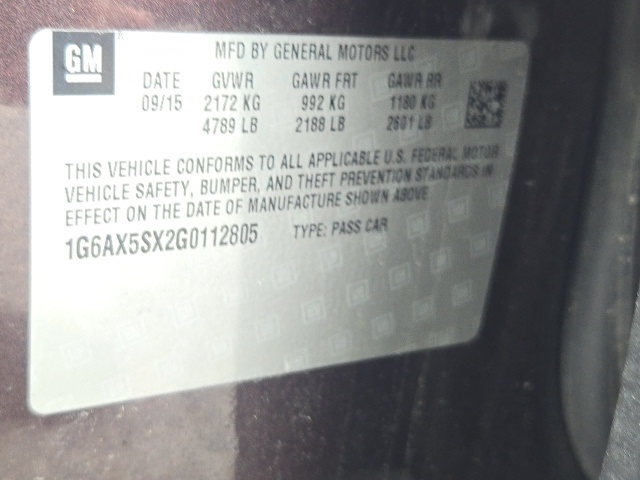 GM MFD BY GENERAL MOTORS LLC
DATE GVWR GAWR FRT GAWR RR
09/15 2172 KG 992 KG 1180 KG
4789 LB 2188 LB 2601 LB
THIS VEHICLE CONFORMS TO ALL APPLICABLE U.S. FEDERAL MOTOR
VEHICLE SAFETY, BUMPER, AND THEFT PREVENTION STANDARDS IN
EFFECT ON THE DATE OF MANUFACTURE SHOWN ABOVE
1G6AX5SX2G0112805 TYPE: PASS CAR